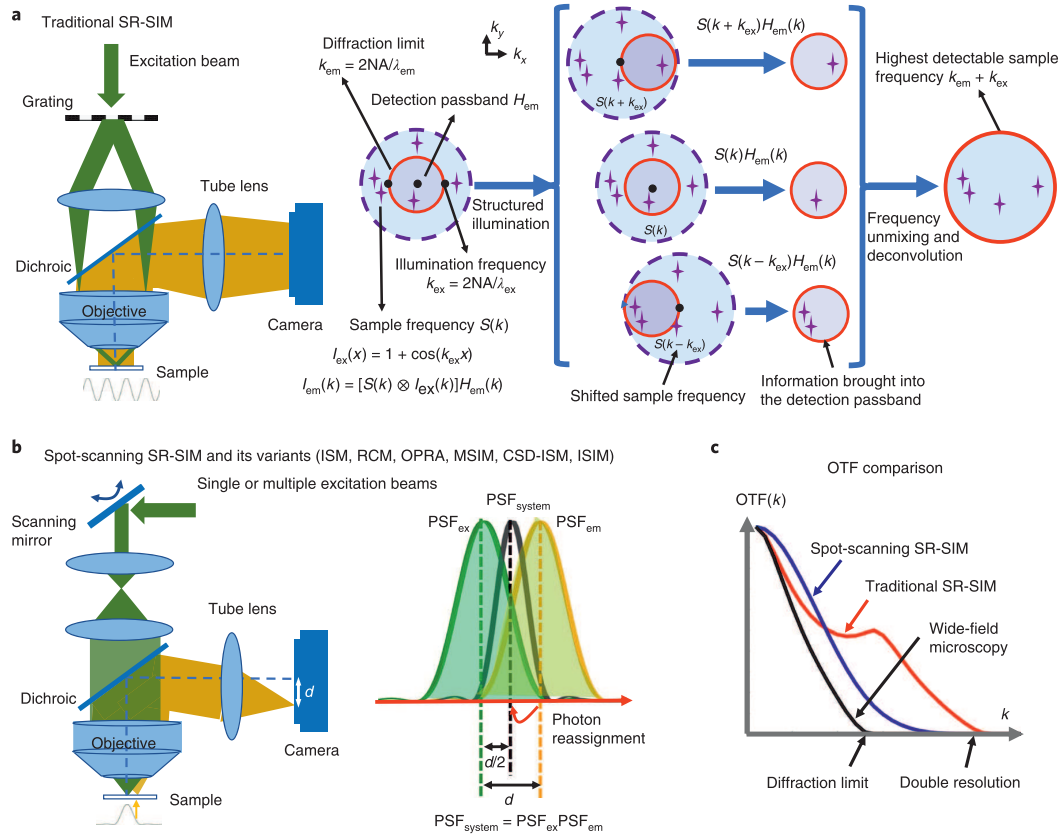 a
Traditional SR-SIM
Excitation beam
Grating
Tube lens
Dichroic
Objective
Camera
Sample
Diffraction limit
k_em = 2NA/λ_em
Detection passband H_em
k_y
k_x
Structured
illumination
Illumination frequency
k_ex = 2NA/λ_ex
Sample frequency S(k)
I_ex(x) = 1 + cos(k_ex x)
I_em(k) = [S(k) ⊗ I_ex(k)]H_em(k)
S(k + k_ex)H_em(k)
S(k + k_ex)
S(k)H_em(k)
S(k)
S(k – k_ex)H_em(k)
S(k – k_ex)
Shifted sample frequency
Information brought into
the detection passband
Highest detectable sample
frequency k_em + k_ex
Frequency
unmixing and
deconvolution
b
Spot-scanning SR-SIM and its variants (ISM, RCM, OPRA, MSIM, CSD-ISM, ISIM)
Single or multiple excitation beams
Scanning
mirror
Tube lens
Dichroic
d
Objective
Camera
Sample
PSF_system
PSF_ex
PSF_em
Photon
reassignment
d/2
d
PSF_system = PSF_ex PSF_em
c
OTF comparison
OTF(k)
Spot-scanning SR-SIM
Traditional SR-SIM
Wide-field
microscopy
k
Diffraction limit
Double resolution